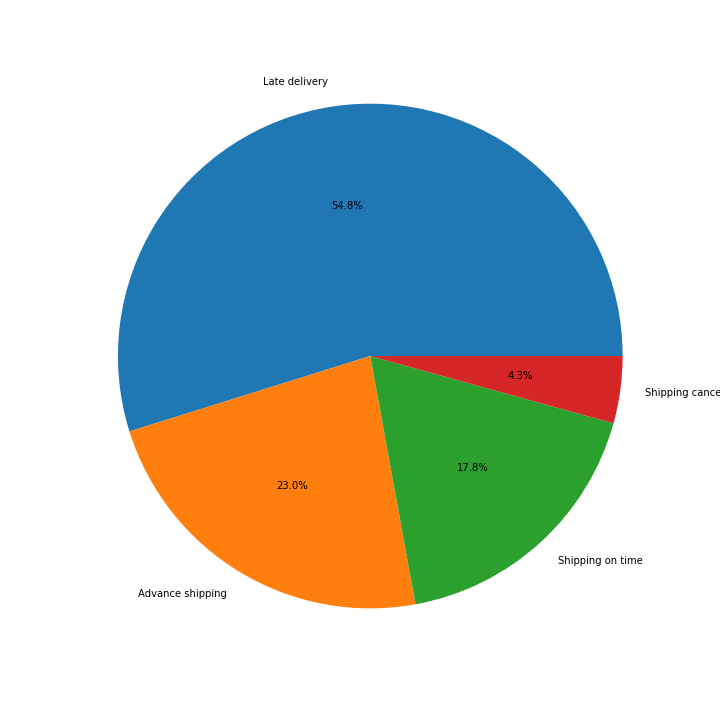 Late delivery
54.8%
4.3%
Shipping cance
17.8%
23.0%
Shipping on time
Advance shipping